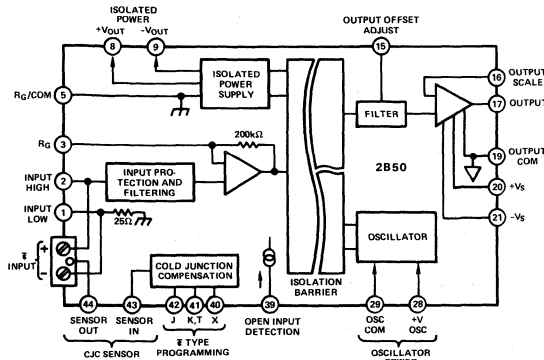 ISOLATED
POWER
+VOUT -VOUT
OUTPUT OFFSET
ADJUST
8
9
15
ISOLATED
POWER
SUPPLY
16
OUTPUT
SCALE
17
OUTPUT
RG/COM
5
FILTER
RG
3
200kΩ
2B50
19
OUTPUT
COM
INPUT
HIGH
2
INPUT PRO-
TECTION AND
FILTERING
20
+VS
INPUT
LOW
1
25Ω
21
-VS
OSCILLATOR
+
INPUT
-
COLD JUNCTION
COMPENSATION
ISOLATION
BARRIER
44
43
42
41
40
39
29
28
SENSOR
OUT
SENSOR
IN
J
K,T
X
OPEN INPUT
DETECTION
OSC
COM
+V
OSC
CJC SENSOR
TYPE
PROGRAMMING
OSCILLATOR